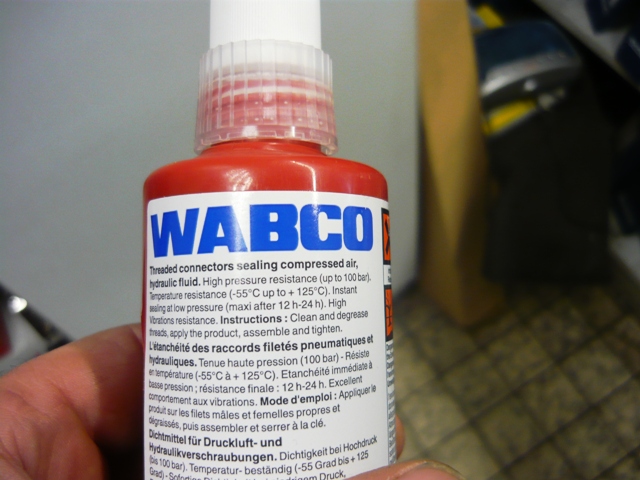 WABCO
Threaded connectors sealing compressed air,
hydraulic fluid. High pressure resistance (up to 100 bar).
Temperature resistance (-55°C up to + 125°C). Instant
sealing at low pressure (maxi after 12 h-24 h). High
Vibrations resistance. Instructions : Clean and degrease
threads, apply the product, assemble and tighten.
L'étanchéité des raccords filetés pneumatiques et
hydrauliques. Tenue haute pression (100 bar) - Résiste
en température (-55°C à + 125°C). Etanchéité immédiate à
basse pression ; résistance finale : 12 h-24 h. Excellent
comportement aux vibrations. Mode d'emploi : Appliquer le
produit sur les filets mâles et femelles propres et
dégraissés, puis assembler et serrer à la clé.
Dichtmittel für Druckluft- und
Hydraulikverschraubungen. Dichtigkeit bei Hochdruck
(bis 100 bar). Temperatur- beständig (-55 Grad bis + 125
Grad) - Sofortige Dichtigkeit bei niedrigem Druck,